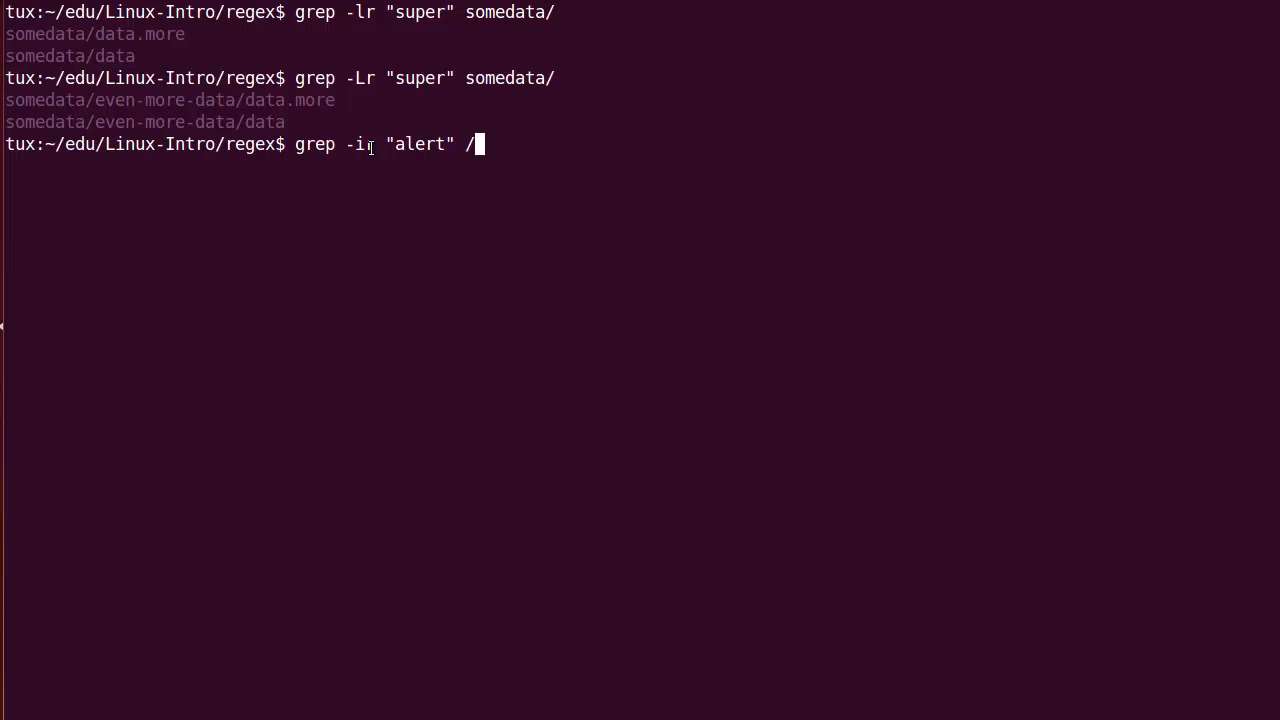 tux:~/edu/Linux-Intro/regex$ grep -lr "super" somedata/
somedata/data.more
somedata/data
tux:~/edu/Linux-Intro/regex$ grep -Lr "super" somedata/
somedata/even-more-data/data.more
somedata/even-more-data/data
tux:~/edu/Linux-Intro/regex$ grep -ir "alert" /